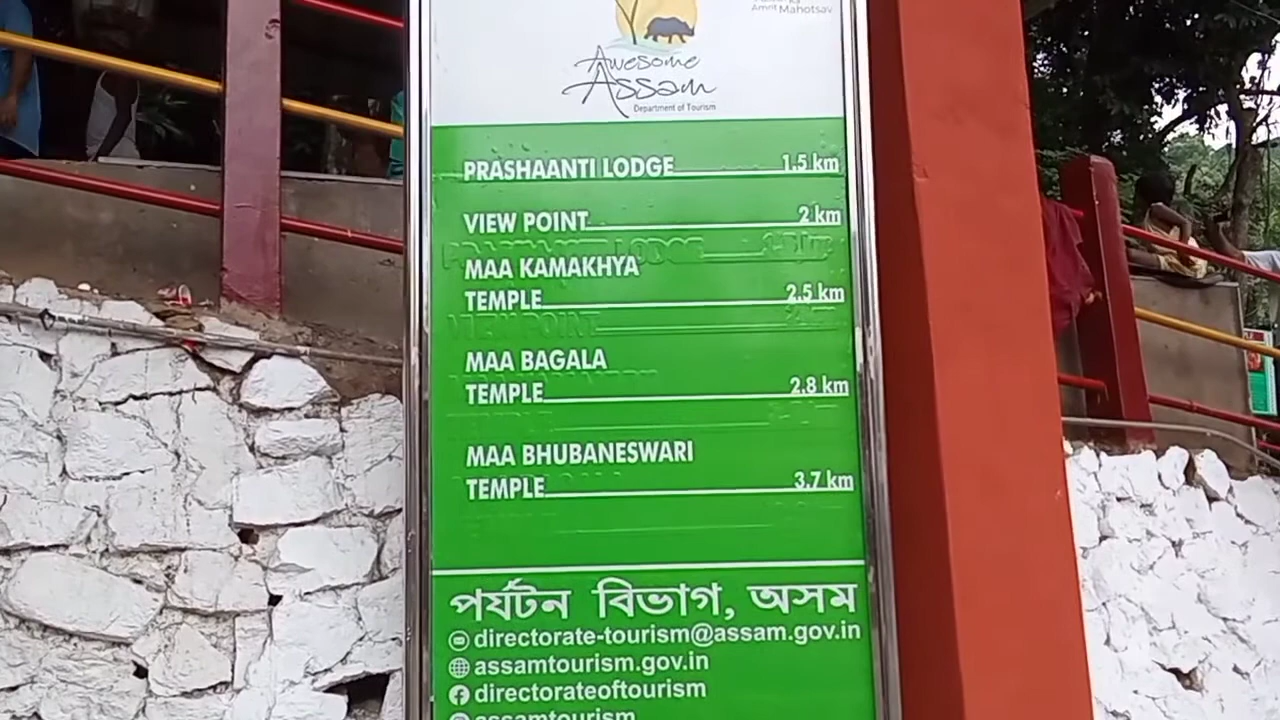 Amrit Mahotsav
Awesome
Assam
Department of Tourism
PRASHAANTI LODGE 1.5 km
VIEW POINT 2 km
MAA KAMAKHYA
TEMPLE 2.5 km
MAA BAGALA
TEMPLE 2.8 km
MAA BHUBANESWARI
TEMPLE 3.7 km
পৰ্যটন বিভাগ, অসম
directorate-tourism@assam.gov.in
assamtourism.gov.in
directorateoftourism
assamtourism